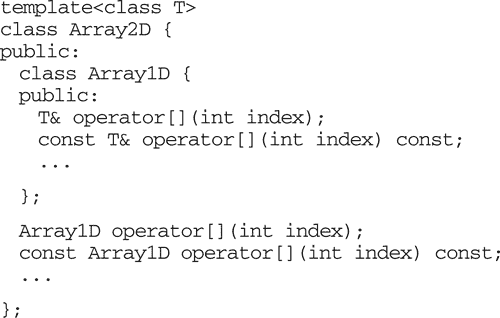 template<class T>
class Array2D {
public:
  class Array1D {
  public:
    T& operator[](int index);
    const T& operator[](int index) const;
    ...
  };
  Array1D operator[](int index);
  const Array1D operator[](int index) const;
  ...
};